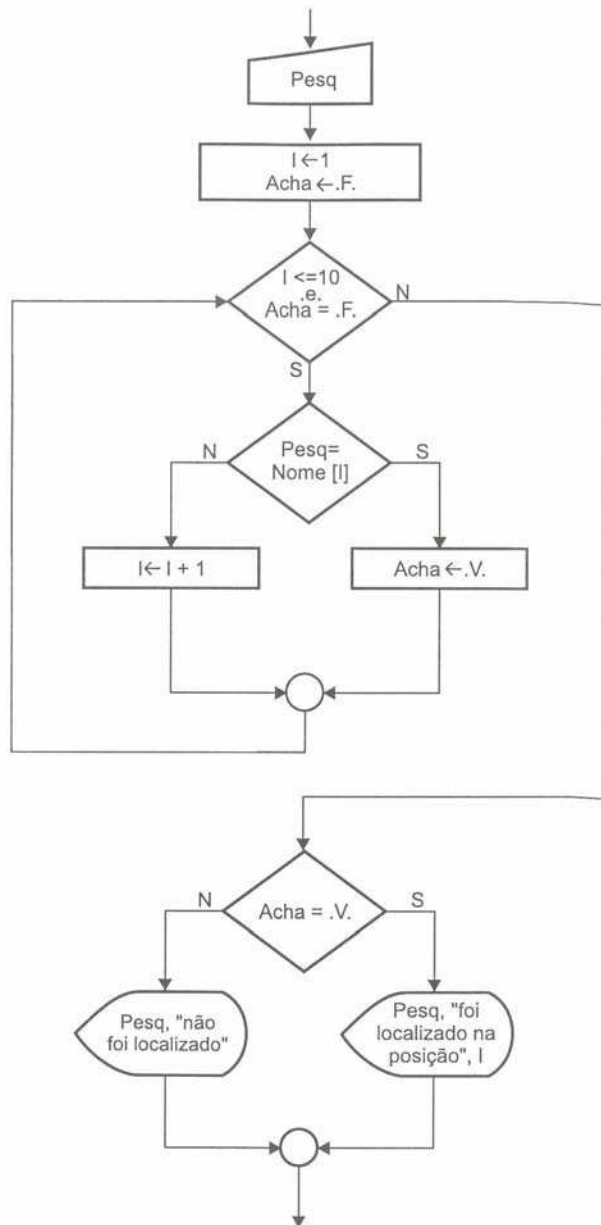 Pesq
I ←1
Acha ←.F.
I <=10
.e.
Acha = .F.
N
S
Pesq=
Nome [I]
N
S
I← I + 1
Acha ←.V.
Acha = .V.
N
S
Pesq, "não
foi localizado"
Pesq, "foi
localizado na
posição", I